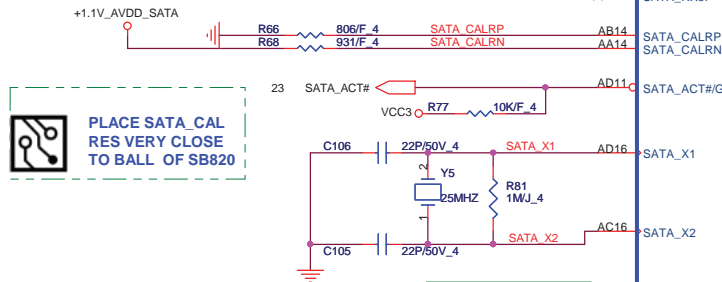 +1.1V_AVDD_SATA
R66 806/F_4 SATA_CALRP AB14 SATA_CALRP
R68 931/F_4 SATA_CALRN AA14 SATA_CALRN
23 SATA_ACT# AD11 SATA_ACT#/G
VCC3 R77 10K/F_4
PLACE SATA_CAL
RES VERY CLOSE
TO BALL OF SB820
C106 22P/50V_4 SATA_X1 AD16 SATA_X1
2 Y5
25MHZ
1
R81
1M/J_4
C105 22P/50V_4 SATA_X2 AC16 SATA_X2